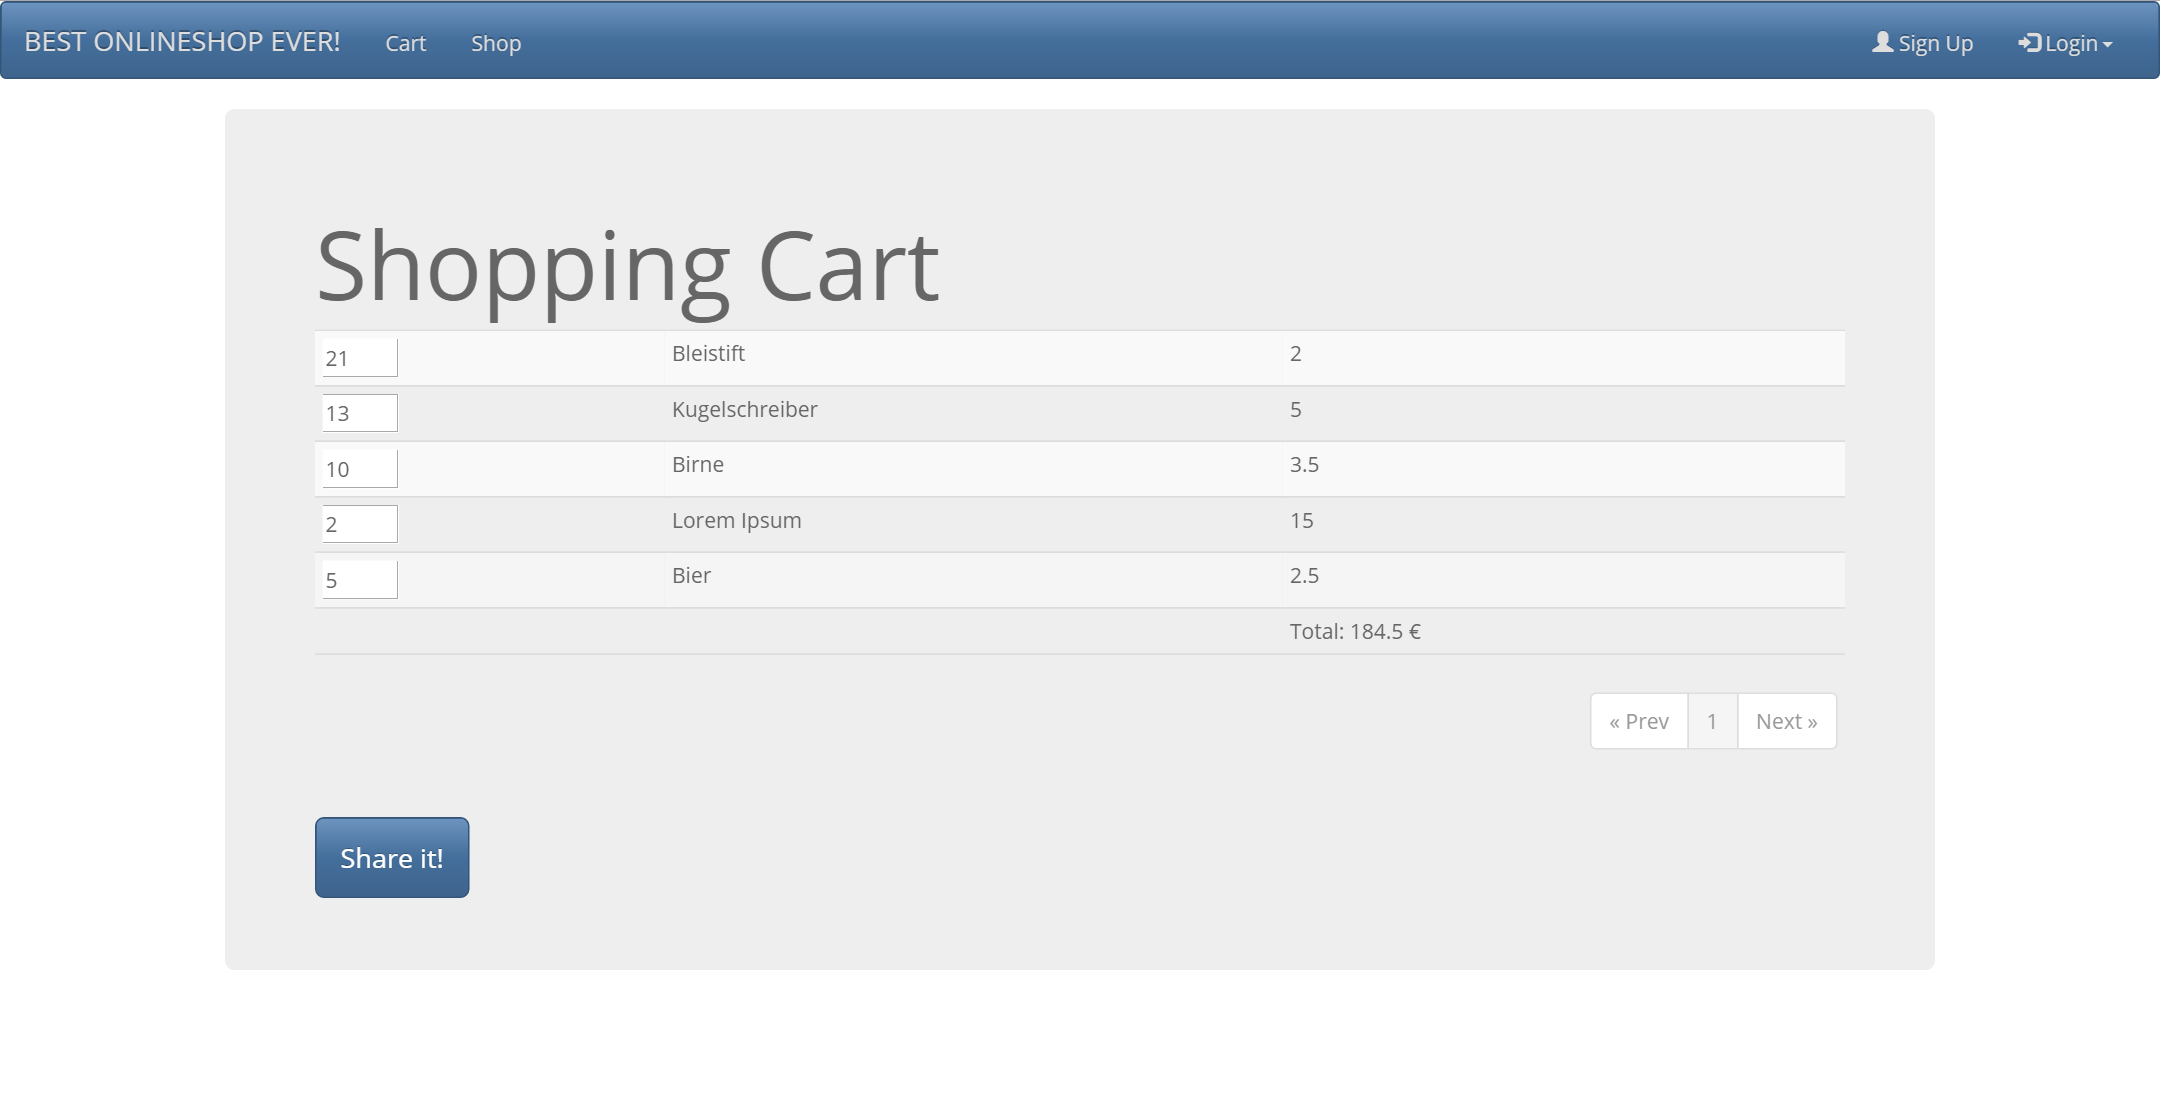 BEST ONLINESHOP EVER! Cart Shop Sign Up Login
Shopping Cart
21 Bleistift 2
13 Kugelschreiber 5
10 Birne 3.5
2 Lorem Ipsum 15
5 Bier 2.5
Total: 184.5 €
« Prev 1 Next »
Share it!